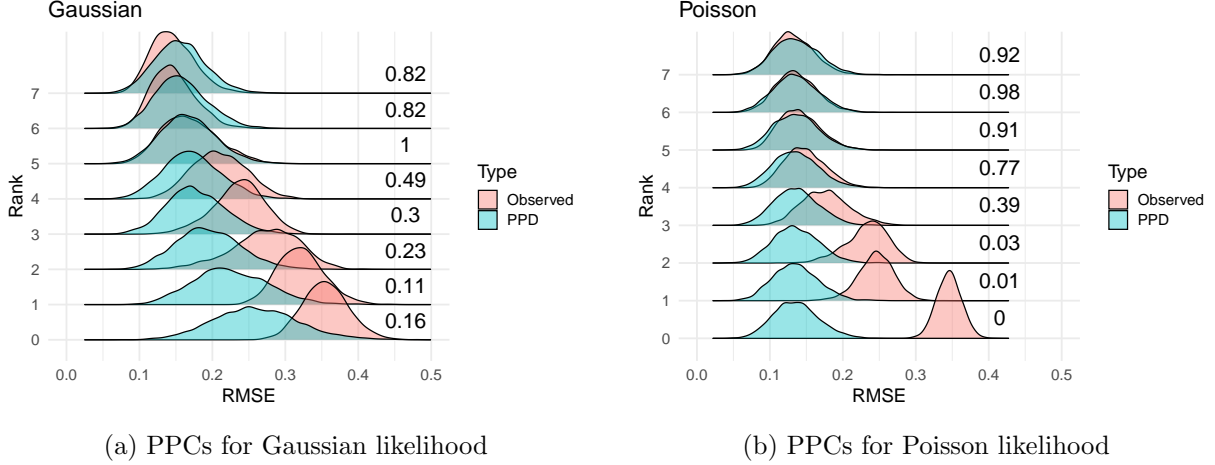 Gaussian
0.82
0.82
1
0.49
0.3
0.23
0.11
0.16
7
6
5
4
3
2
1
0
Rank
0.0 0.1 0.2 0.3 0.4 0.5
RMSE
Type
Observed
PPD
(a) PPCs for Gaussian likelihood
Poisson
0.92
0.98
0.91
0.77
0.39
0.03
0.01
0
7
6
5
4
3
2
1
0
Rank
0.0 0.1 0.2 0.3 0.4 0.5
RMSE
Type
Observed
PPD
(b) PPCs for Poisson likelihood